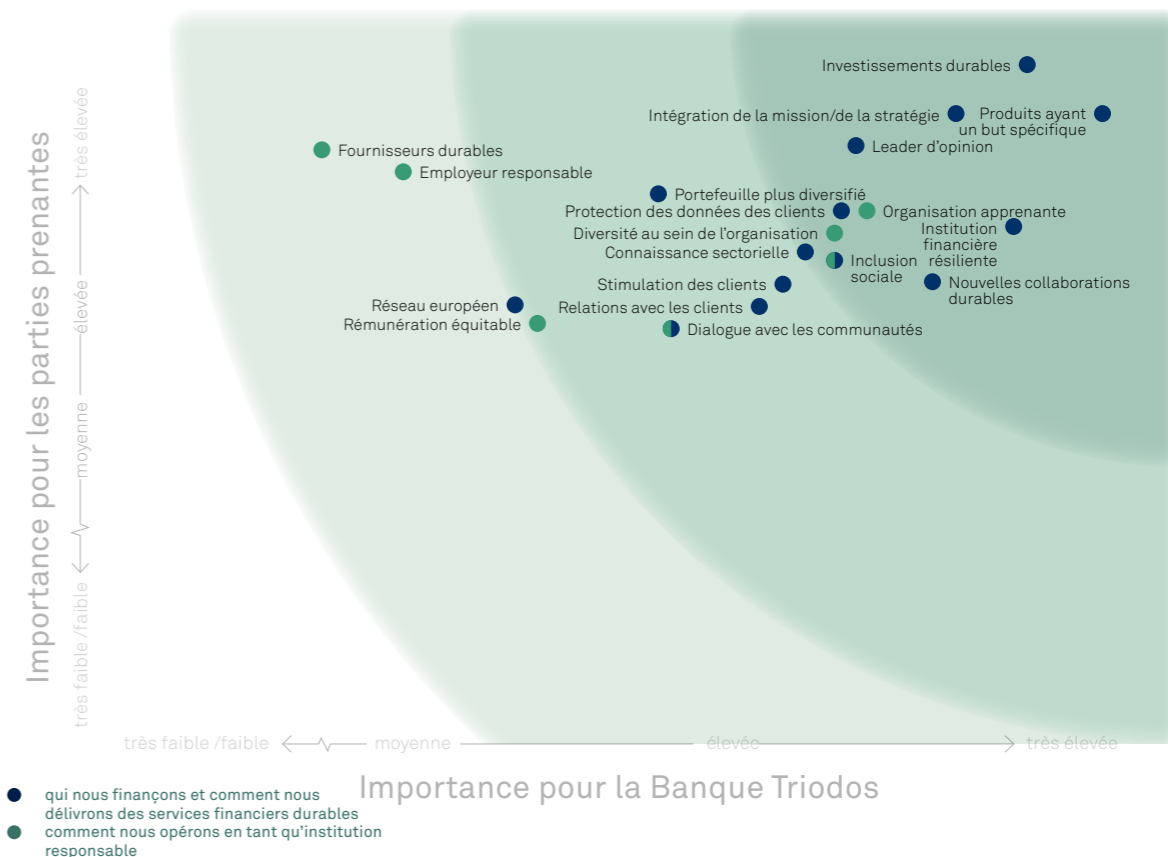 Investissements durables
Intégration de la mission/de la stratégie
Produits ayant
un but spécifique
Leader d'opinion
Fournisseurs durables
Employeur responsable
Portefeuille plus diversifié
Protection des données des clients
Organisation apprenante
Diversité au sein de l'organisation
Institution
financière
résiliente
Connaissance sectorielle
Inclusion
sociale
Stimulation des clients
Nouvelles collaborations
durables
Réseau européen
Relations avec les clients
Rémunération équitable
Dialogue avec les communautés
Importance pour les parties prenantes
très élevée
élevée
moyenne
très faible /faible
très faible /faible
moyenne
élevée
très élevée
Importance pour la Banque Triodos
qui nous finançons et comment nous
délivrons des services financiers durables
comment nous opérons en tant qu'institution
responsable